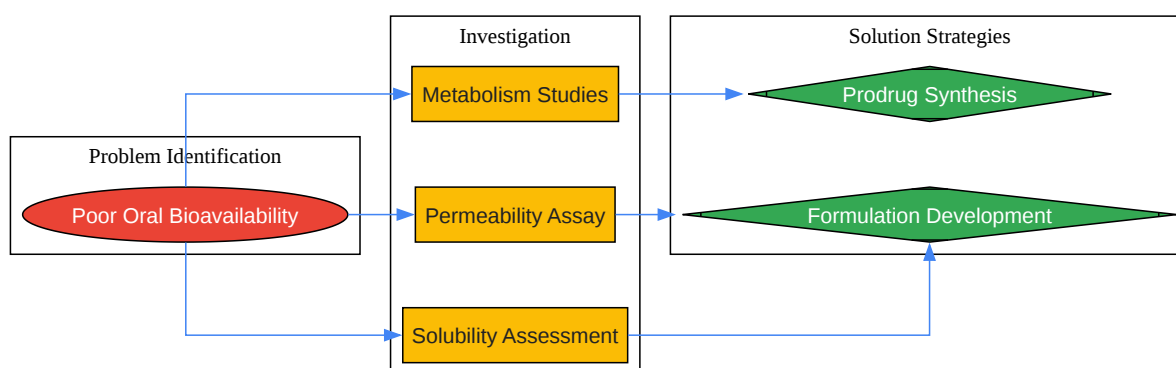 Problem Identification
Poor Oral Bioavailability
Investigation
Metabolism Studies
Permeability Assay
Solubility Assessment
Solution Strategies
Prodrug Synthesis
Formulation Development